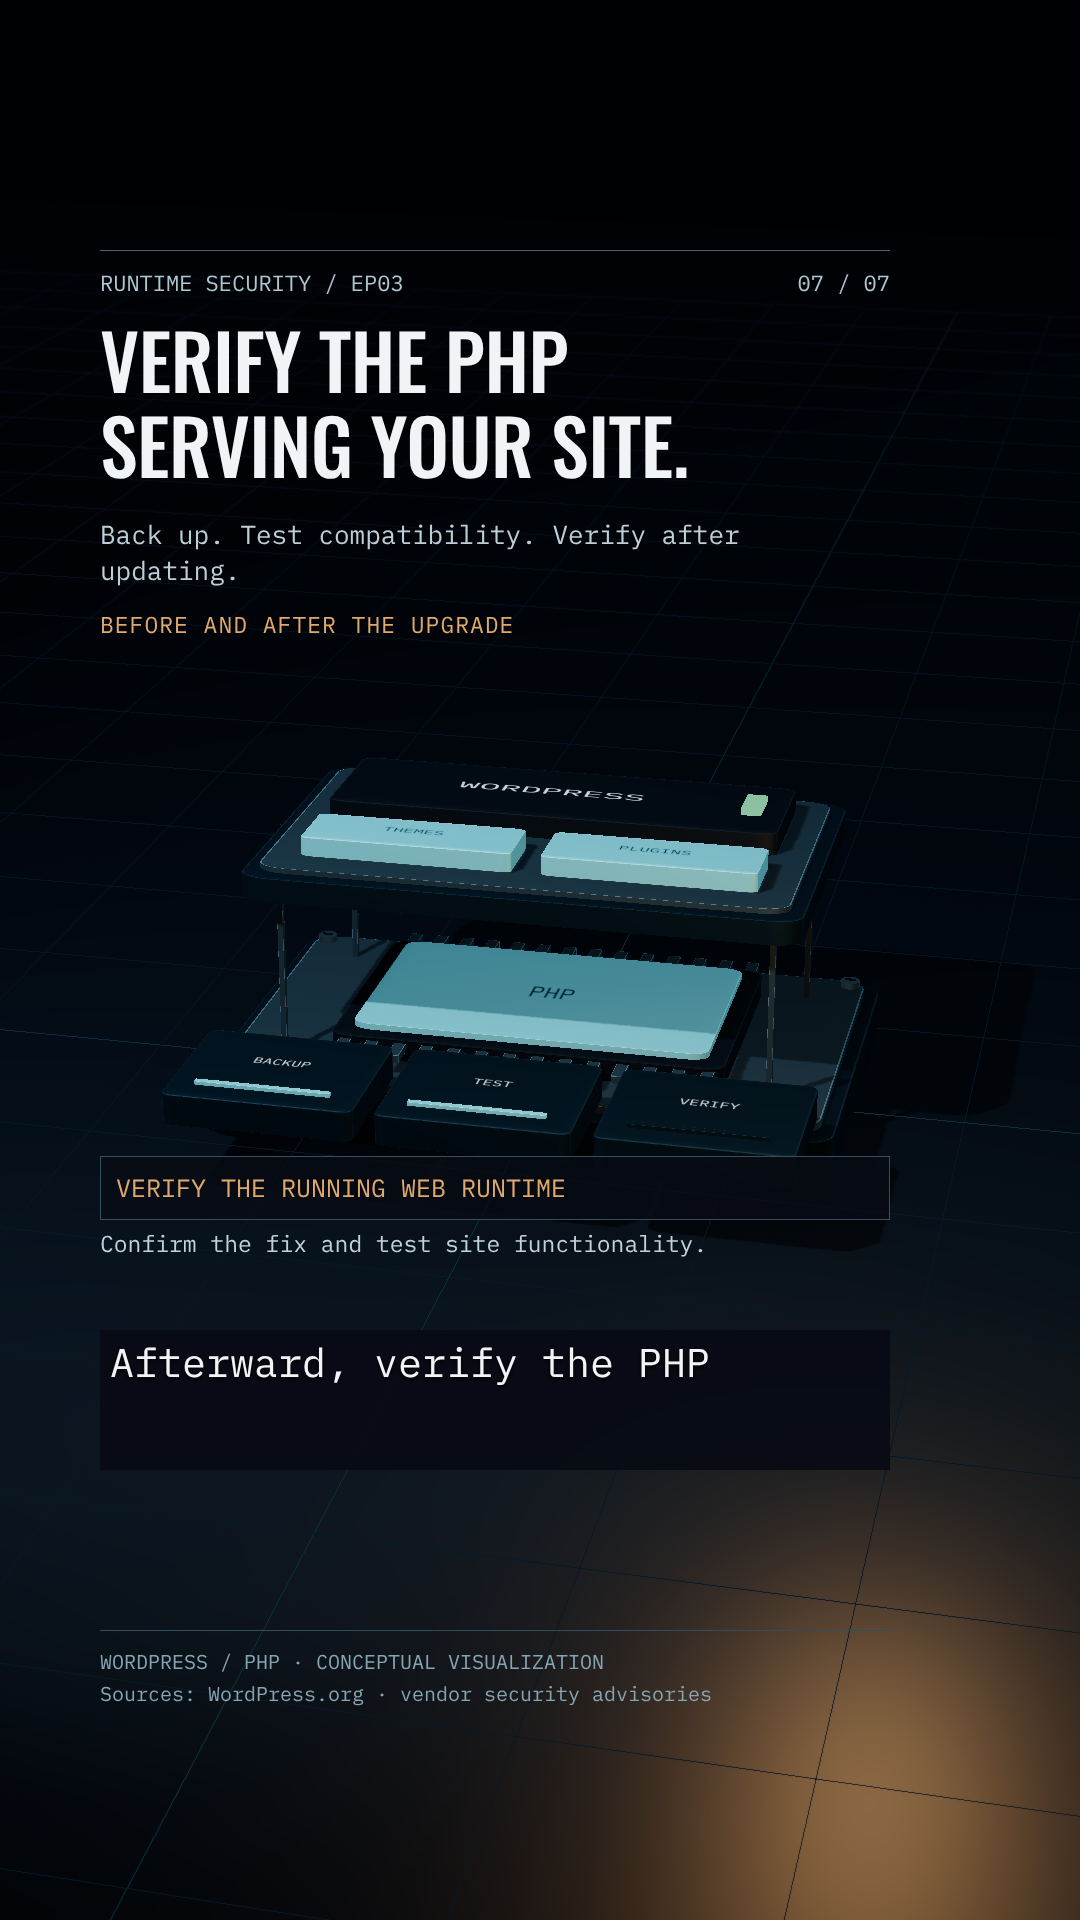 RUNTIME SECURITY / EP03 07 / 07
VERIFY THE PHP
SERVING YOUR SITE.
Back up. Test compatibility. Verify after
updating.
BEFORE AND AFTER THE UPGRADE
WORDPRESS
THEMES
PLUGINS
PHP
BACKUP
TEST
VERIFY
VERIFY THE RUNNING WEB RUNTIME
Confirm the fix and test site functionality.
Afterward, verify the PHP
WORDPRESS / PHP · CONCEPTUAL VISUALIZATION
Sources: WordPress.org · vendor security advisories